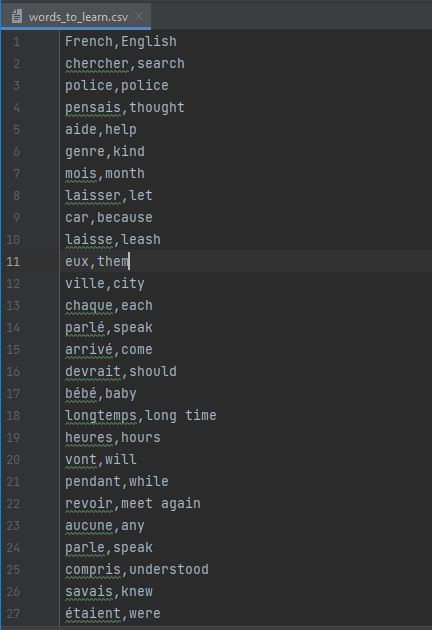 words_to_learn.csv
1 French,English
2 chercher,search
3 police,police
4 pensais,thought
5 aide,help
6 genre,kind
7 mois,month
8 laisser,let
9 car,because
10 laisse,leash
11 eux,them
12 ville,city
13 chaque,each
14 parlé,speak
15 arrivé,come
16 devrait,should
17 bébé,baby
18 longtemps,long time
19 heures,hours
20 vont,will
21 pendant,while
22 revoir,meet again
23 aucune,any
24 parle,speak
25 compris,understood
26 savais,knew
27 étaient,were